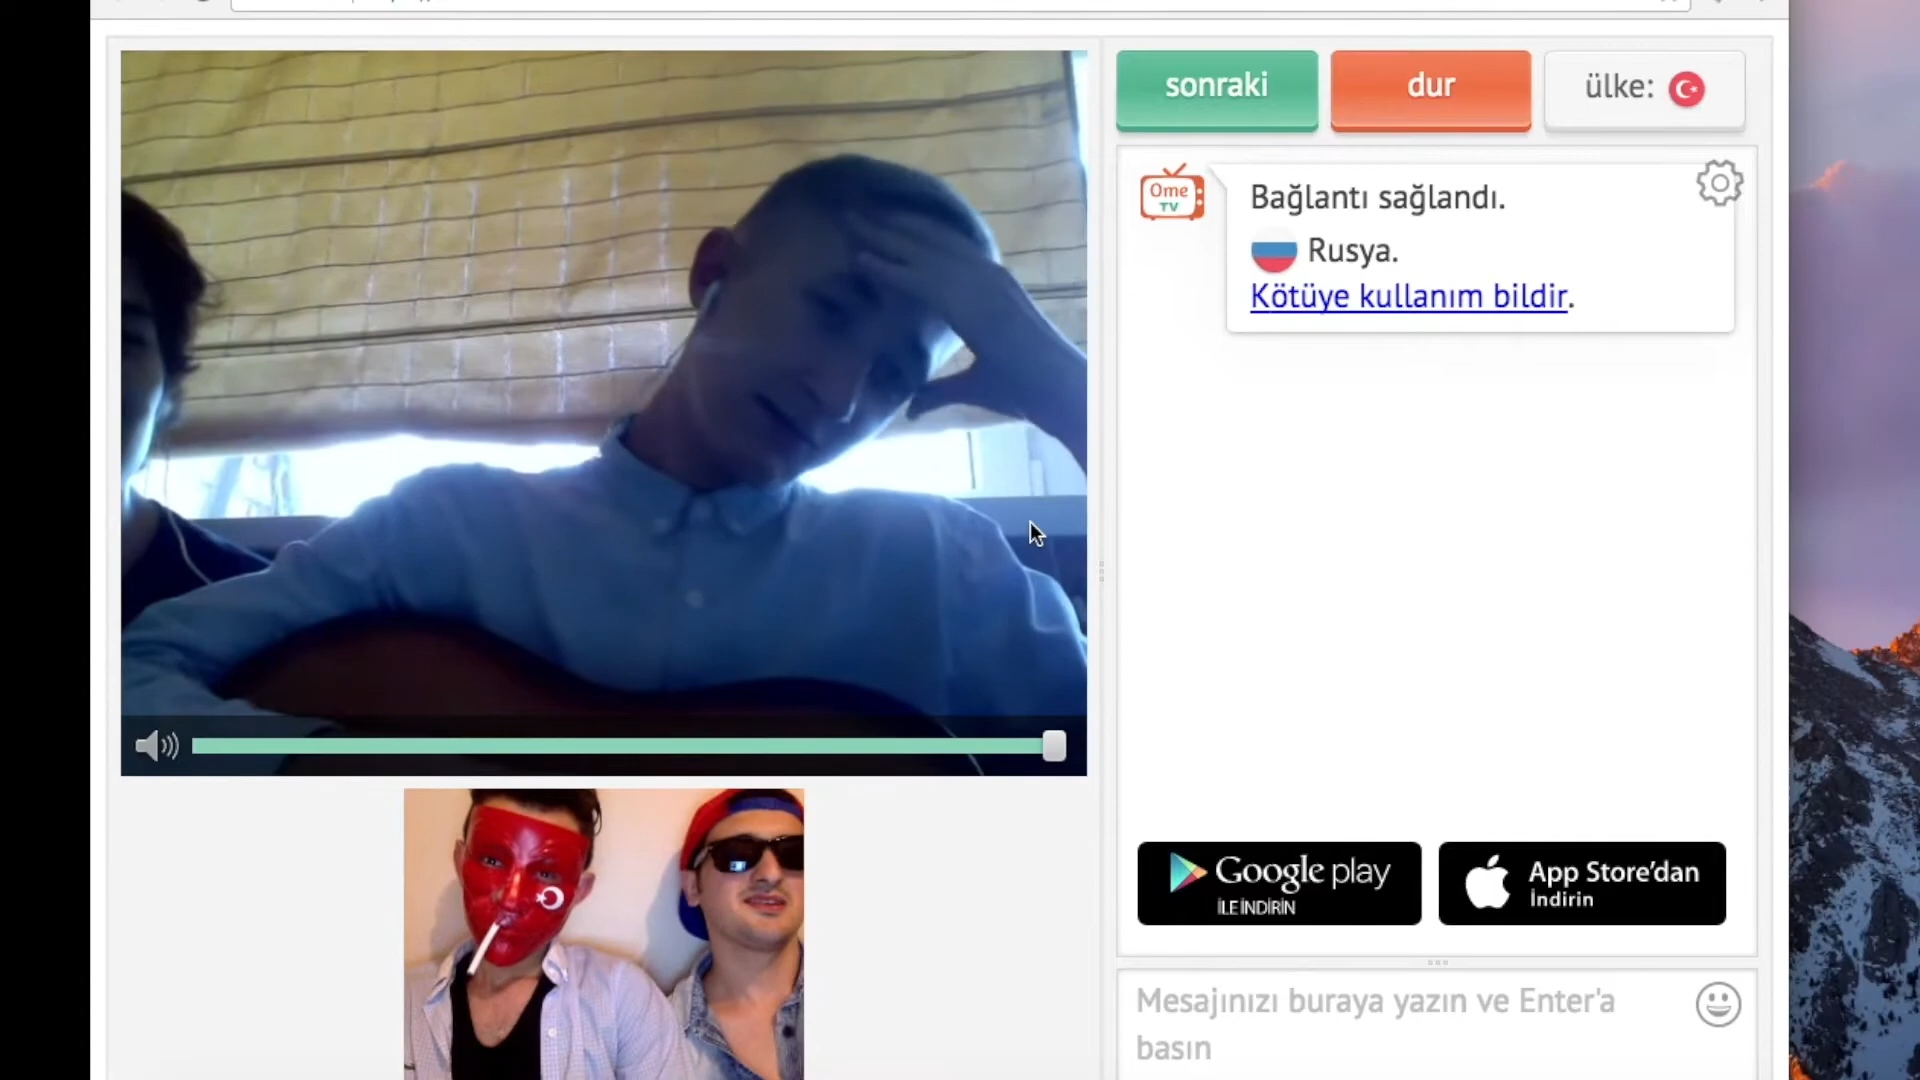 sonraki
dur
ülke:
Ome
TV
Bağlantı sağlandı.
Rusya.
Kötüye kullanım bildir.
Google play
İLE İNDİRİN
App Store'dan
İndirin
Mesajınızı buraya yazın ve Enter'a
basın